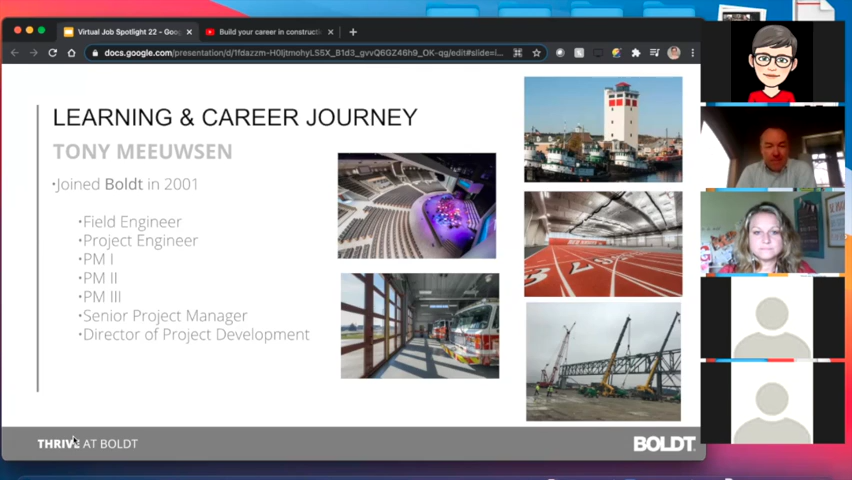 Virtual Job Spotlight 22 - Goo
Build your career in constructi
docs.google.com/presentation/d/1fdazzm-H0ljtmohyLS5X_B1d3_gvvQ6GZ46h9_OK-qg/edit#slide=i...
LEARNING & CAREER JOURNEY
TONY MEEUWSEN
•Joined Boldt in 2001
•Field Engineer
•Project Engineer
•PM I
•PM II
•PM III
•Senior Project Manager
•Director of Project Development
THRIVE AT BOLDT
BOLDT